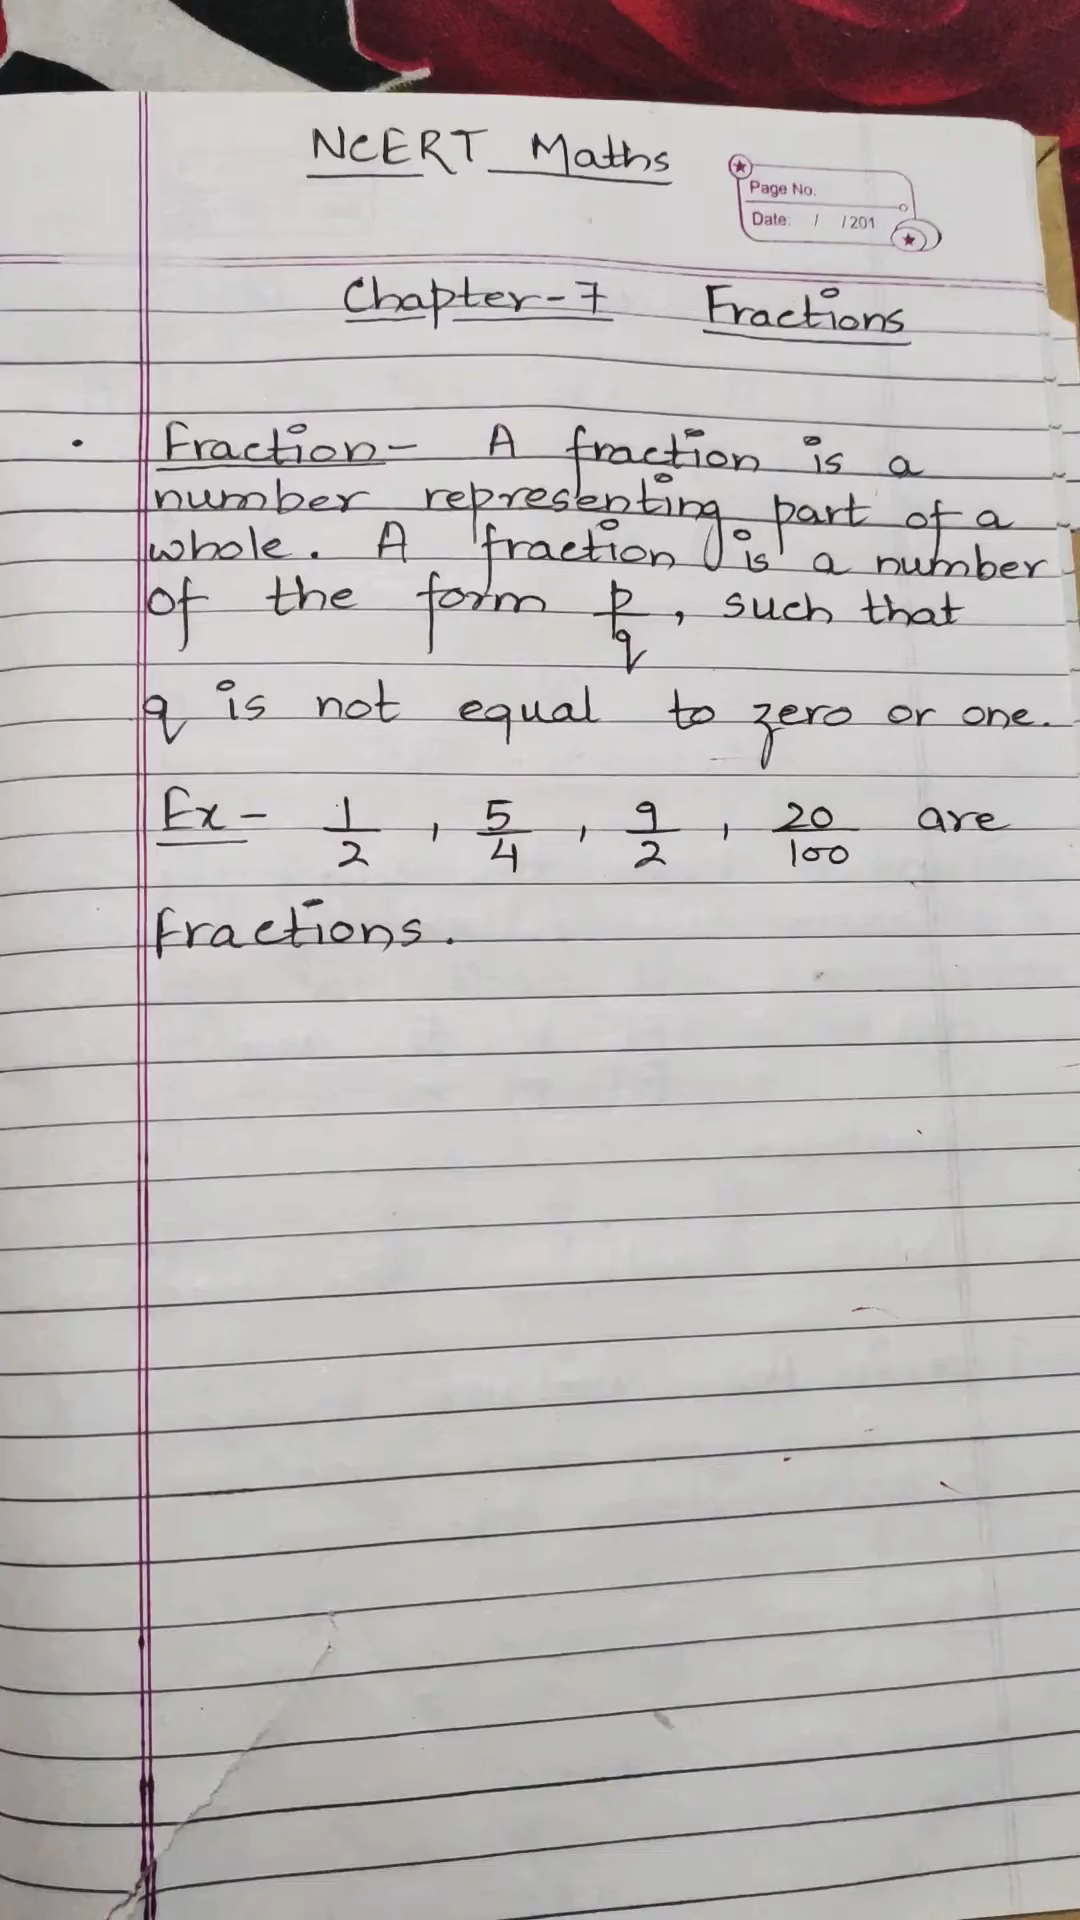 NCERT Maths
Page No.
Date: / /201
Chapter-7 Fractions
Fraction- A fraction is a
number representing part of a
whole. A fraction is a number
of the form p/q, such that
q is not equal to zero or one.
Ex- 1/2, 5/4, 9/2, 20/100 are
fractions.